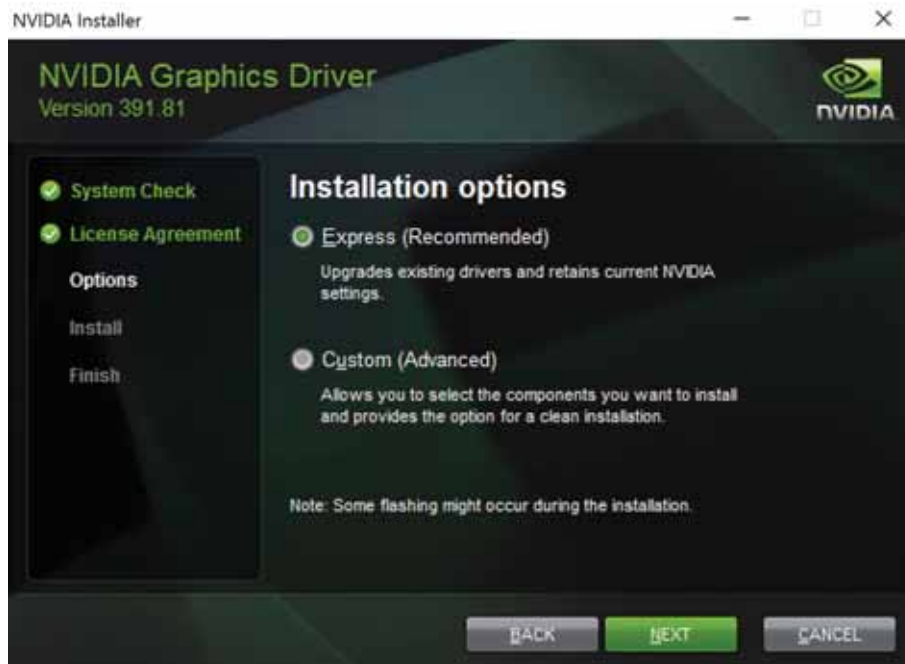 NVIDIA Installer
NVIDIA Graphics Driver
Version 391.81
NVIDIA
System Check
License Agreement
Options
Install
Finish
Installation options
Express (Recommended)
Upgrades existing drivers and retains current NVIDIA
settings.
Custom (Advanced)
Allows you to select the components you want to install
and provides the option for a clean installation.
Note: Some flashing might occur during the installation.
BACK
NEXT
CANCEL